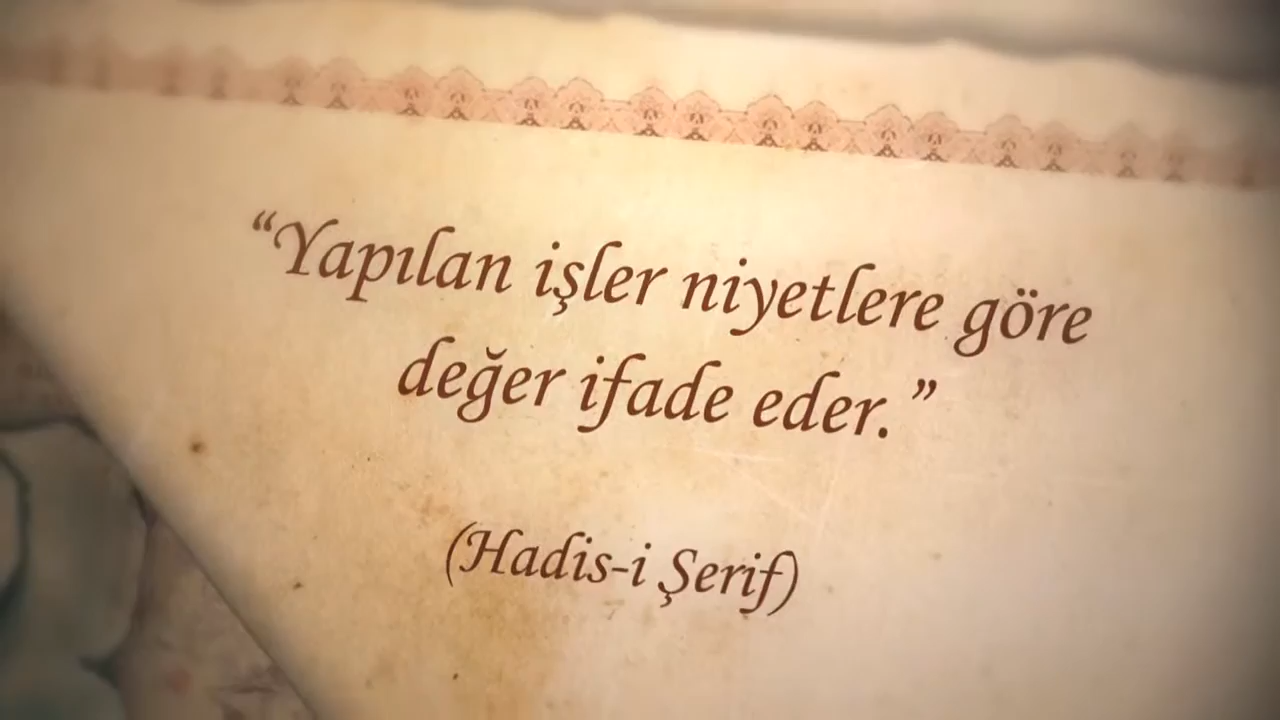 “Yapılan işler niyetlere göre
değer ifade eder.”
(Hadis-i Şerif)